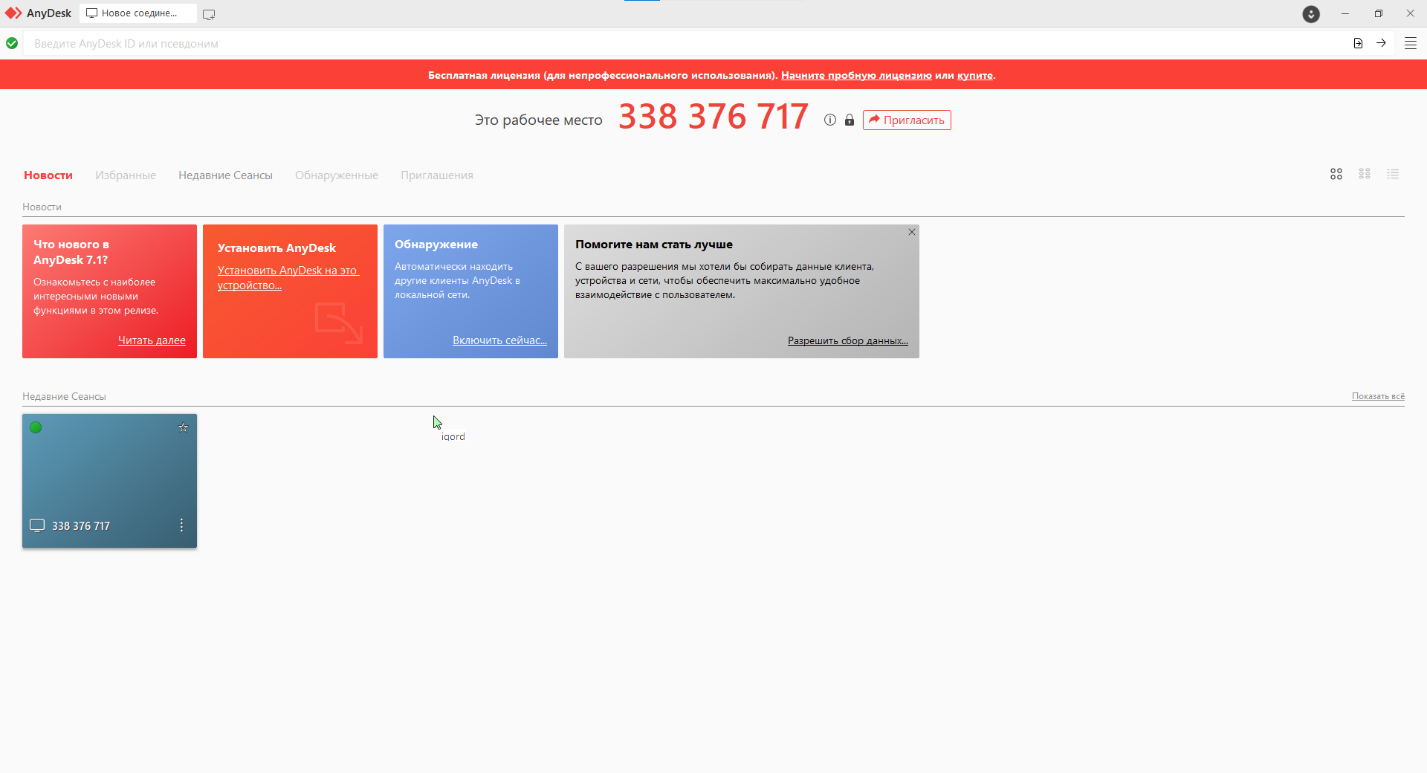 AnyDesk
Новое соедине...
Введите AnyDesk ID или псевдоним
Бесплатная лицензия (для непрофессионального использования). Начните пробную лицензию или купите.
Это рабочее место 338 376 717 Пригласить
Новости Избранные Недавние Сеансы Обнаруженные Приглашения
Новости
Что нового в
AnyDesk 7.1?
Ознакомьтесь с наиболее
интересными новыми
функциями в этом релизе.
Читать далее
Установить AnyDesk
Установить AnyDesk на это
устройство...
Обнаружение
Автоматически находить
другие клиенты AnyDesk в
локальной сети.
Включить сейчас...
Помогите нам стать лучше
С вашего разрешения мы хотели бы собирать данные клиента,
устройства и сети, чтобы обеспечить максимально удобное
взаимодействие с пользователем.
Разрешить сбор данных...
Недавние Сеансы Показать всё
igord
338 376 717